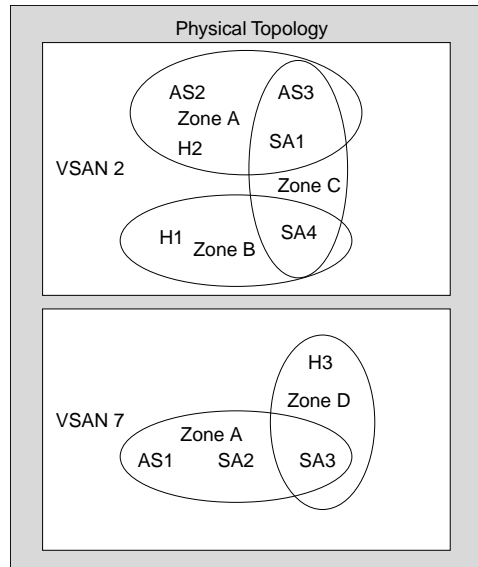 Physical Topology
AS2 AS3
Zone A
H2 SA1
VSAN 2
Zone C
H1 SA4
Zone B
H3
Zone D
VSAN 7
Zone A
AS1 SA2 SA3